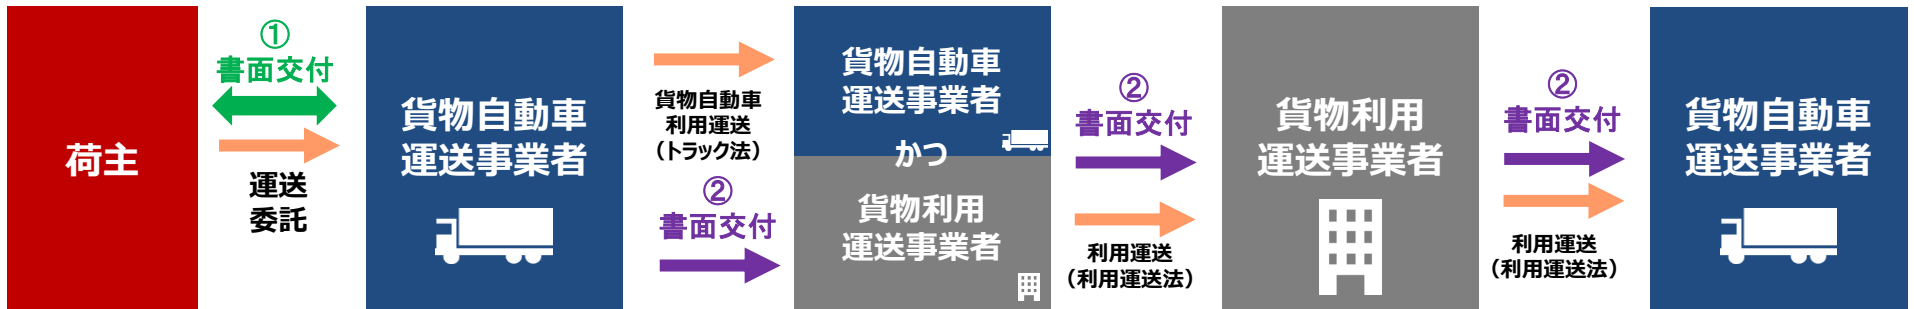 荷主
①
書面交付
運送
委託
貨物自動車
運送事業者
貨物自動車
利用運送
（トラック法）
②
書面交付
貨物自動車
運送事業者
かつ
貨物利用
運送事業者
②
書面交付
利用運送
（利用運送法）
貨物利用
運送事業者
②
書面交付
利用運送
（利用運送法）
貨物自動車
運送事業者